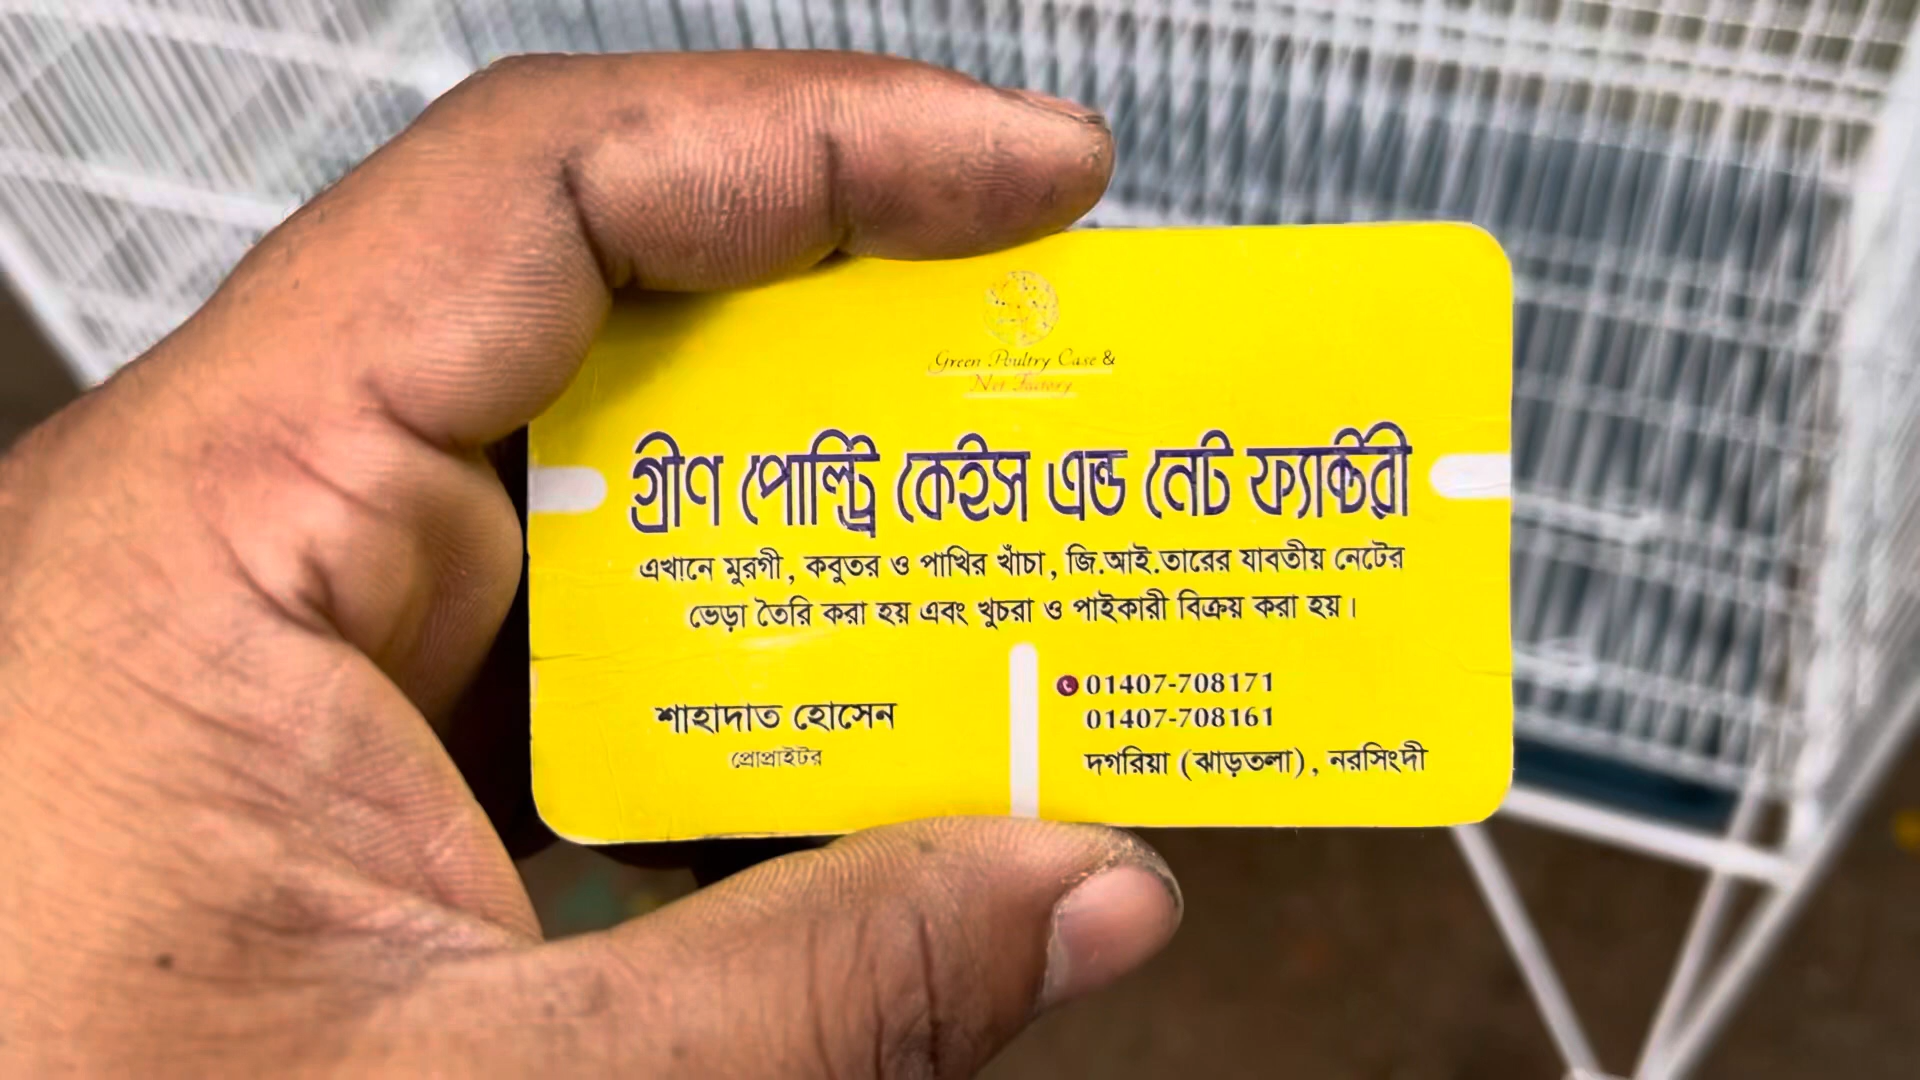 Green Poultry Case &
Net Factory
গ্রীণ পোল্ট্রি কেইস এন্ড নেট ফ্যাক্টরী
এখানে মুরগী, কবুতর ও পাখির খাঁচা, জি.আই.তারের যাবতীয় নেটের
ভেড়া তৈরি করা হয় এবং খুচরা ও পাইকারী বিক্রয় করা হয়।
শাহাদাত হোসেন
প্রোপ্রাইটর
01407-708171
01407-708161
দগরিয়া (ঝাড়তলা), নরসিংদী